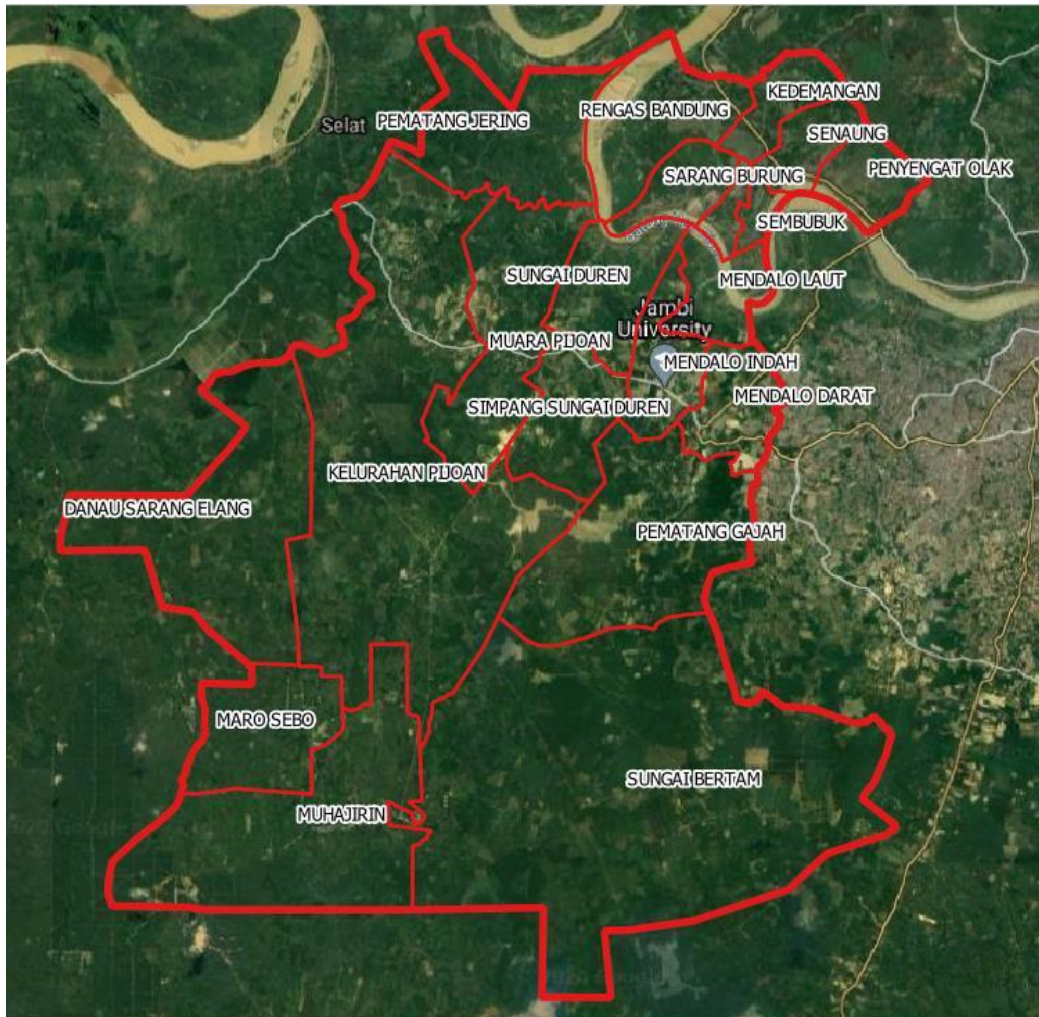 KEDEMANGAN
RENGAS BANDUNG
PEMATANG JERING
Selat
SENAUNG
SARANG BURUNG
PENYENGAT OLAK
SEMBUBUK
SUNGAI DUREN
MENDALO LAUT
Jambi
University
MUARA PIJOAN
MENDALO INDAH
MENDALO DARAT
SIMPANG SUNGAI DUREN
KELURAHAN PIJOAN
DANAU SARANG ELANG
PEMATANG GAJAH
MARO SEBO
SUNGAI BERTAM
MUHAJIRIN